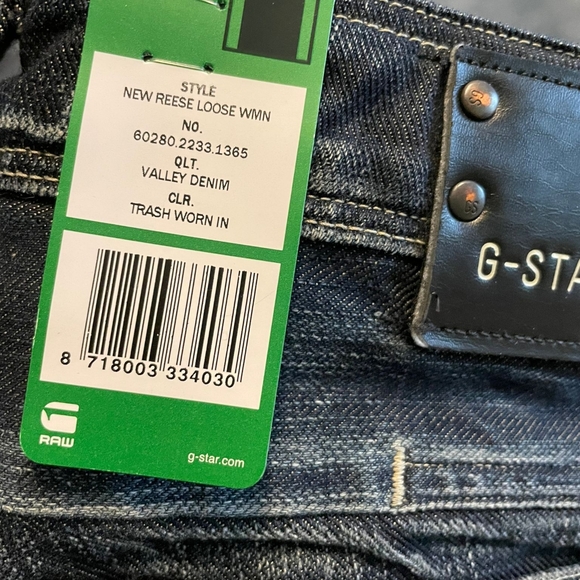 STYLE
NEW REESE LOOSE WMN
NO.
60280.2233.1365
QLT.
VALLEY DENIM
CLR.
TRASH WORN IN
8 718003 334030
RAW
g-star.com
G-STA